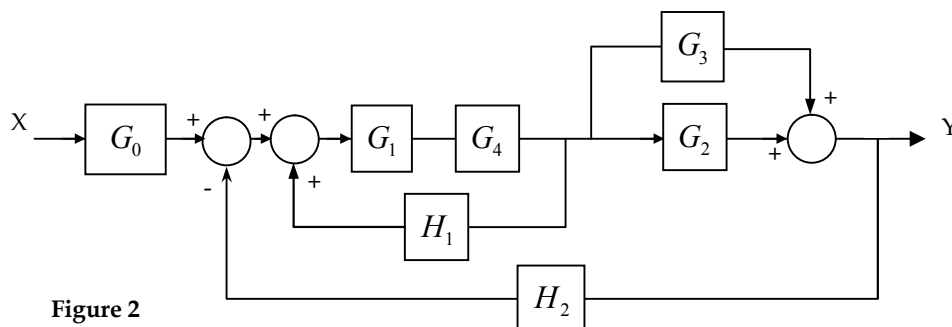 G₃
X
+
+
+
Y
G₀
G₁
G₄
G₂
+
-
+
H₁
H₂
Figure 2